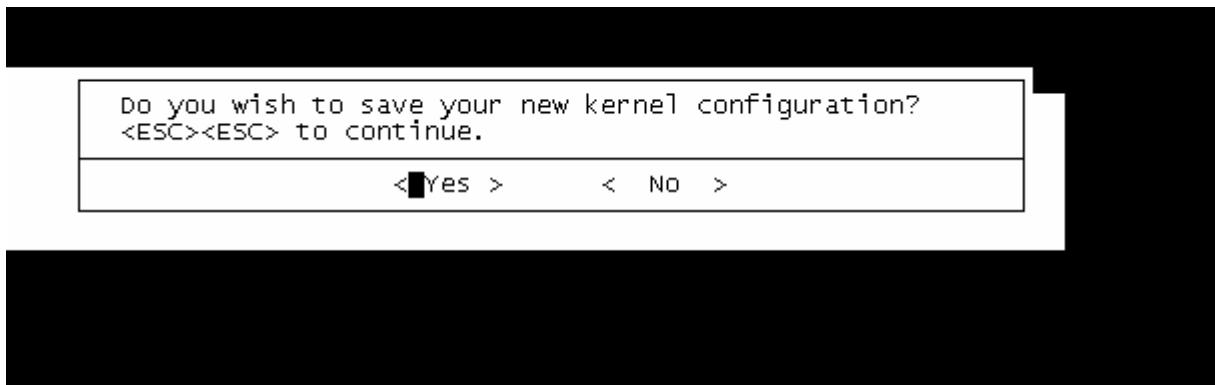 Do you wish to save your new kernel configuration?
<ESC><ESC> to continue.
< Yes > < No >